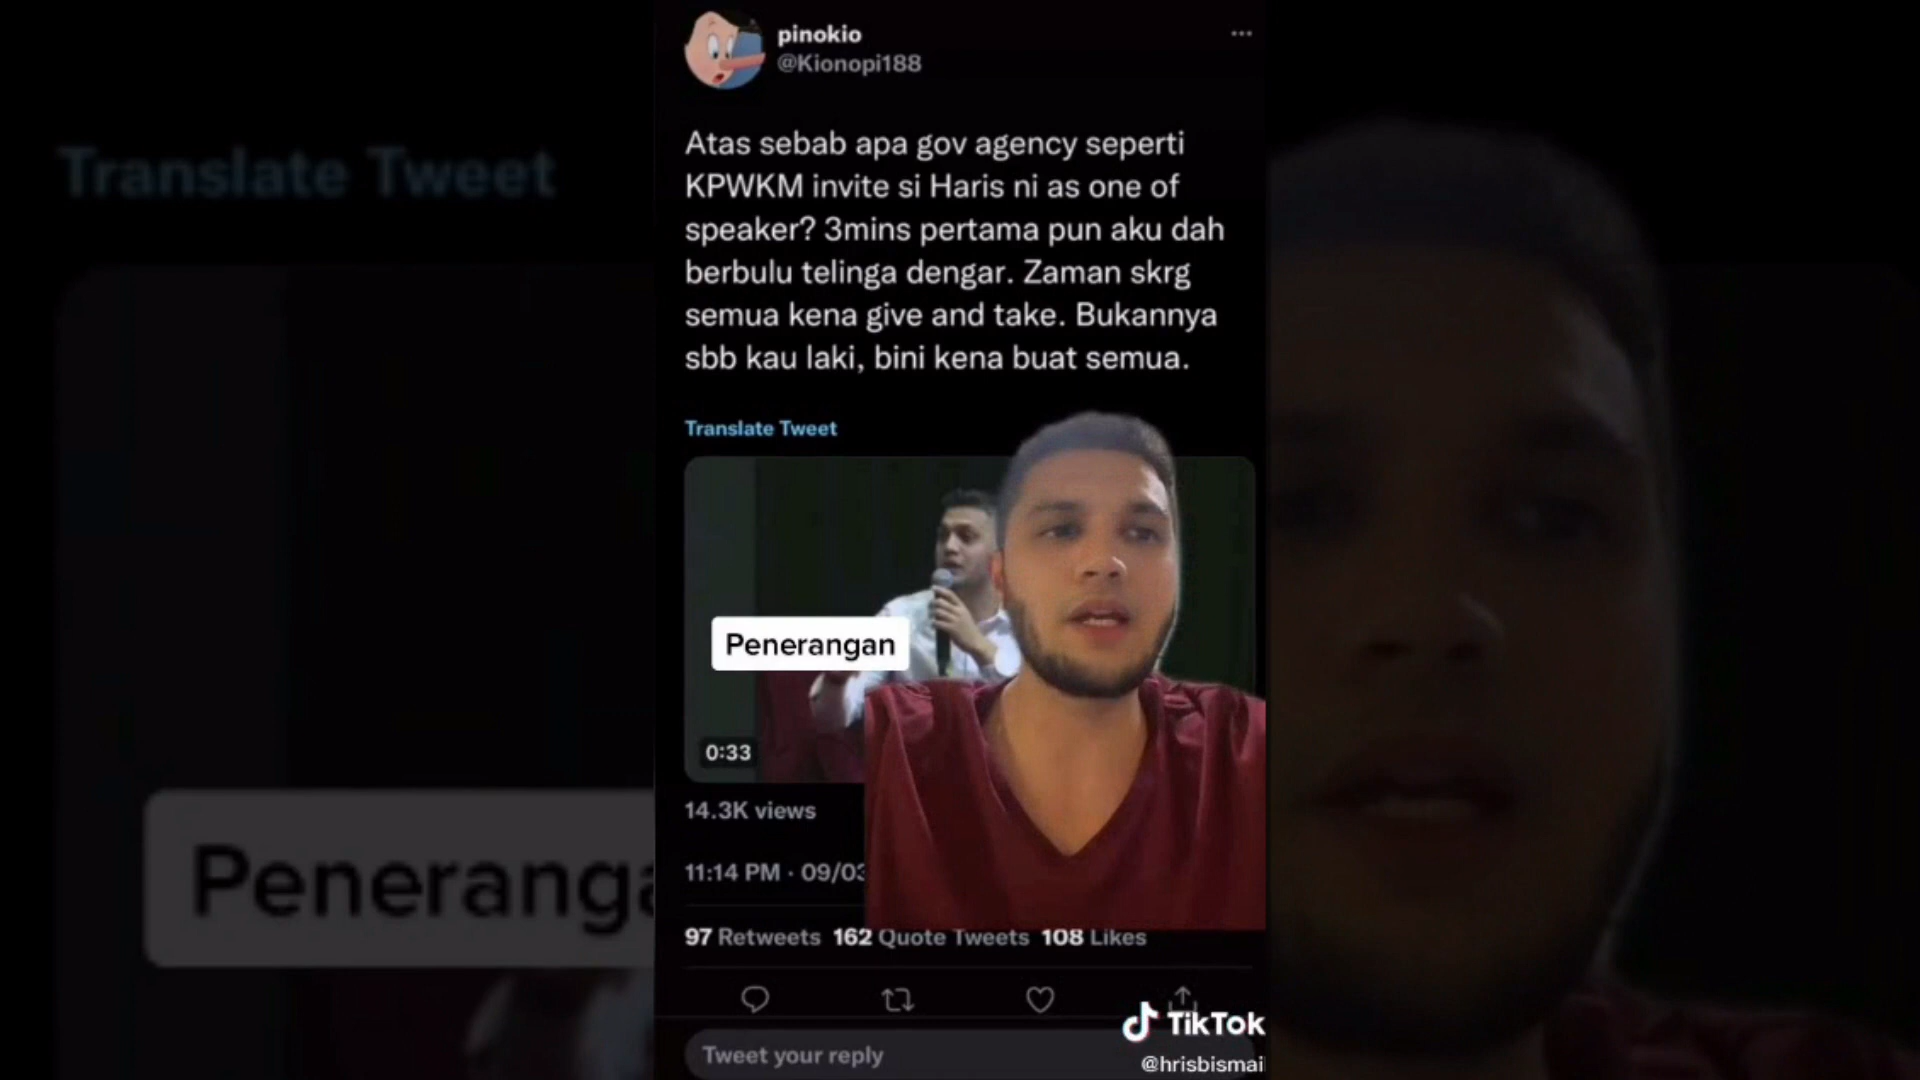 pinokio
@Kionopi188
Atas sebab apa gov agency seperti
KPWKM invite si Haris ni as one of
speaker? 3mins pertama pun aku dah
berbulu telinga dengar. Zaman skrg
semua kena give and take. Bukannya
sbb kau laki, bini kena buat semua.
Translate Tweet
Translate Tweet
Penerangan
0:33
14.3K views
Penerang
11:14 PM · 09/03
97 Retweets 162 Quote Tweets 108 Likes
TikTok
Tweet your reply
@hrisbismail